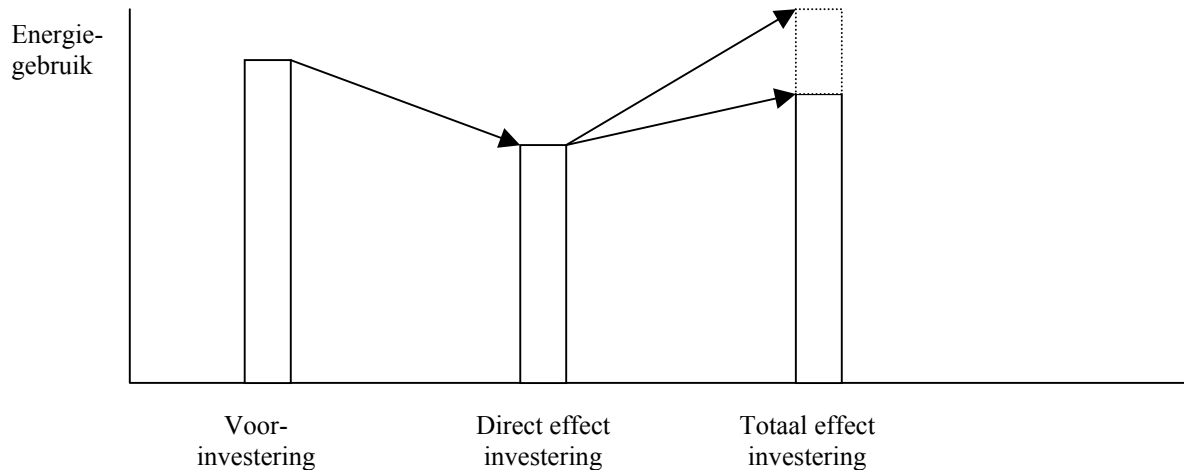 Energie-
gebruik
Voor-
investering
Direct effect
investering
Totaal effect
investering